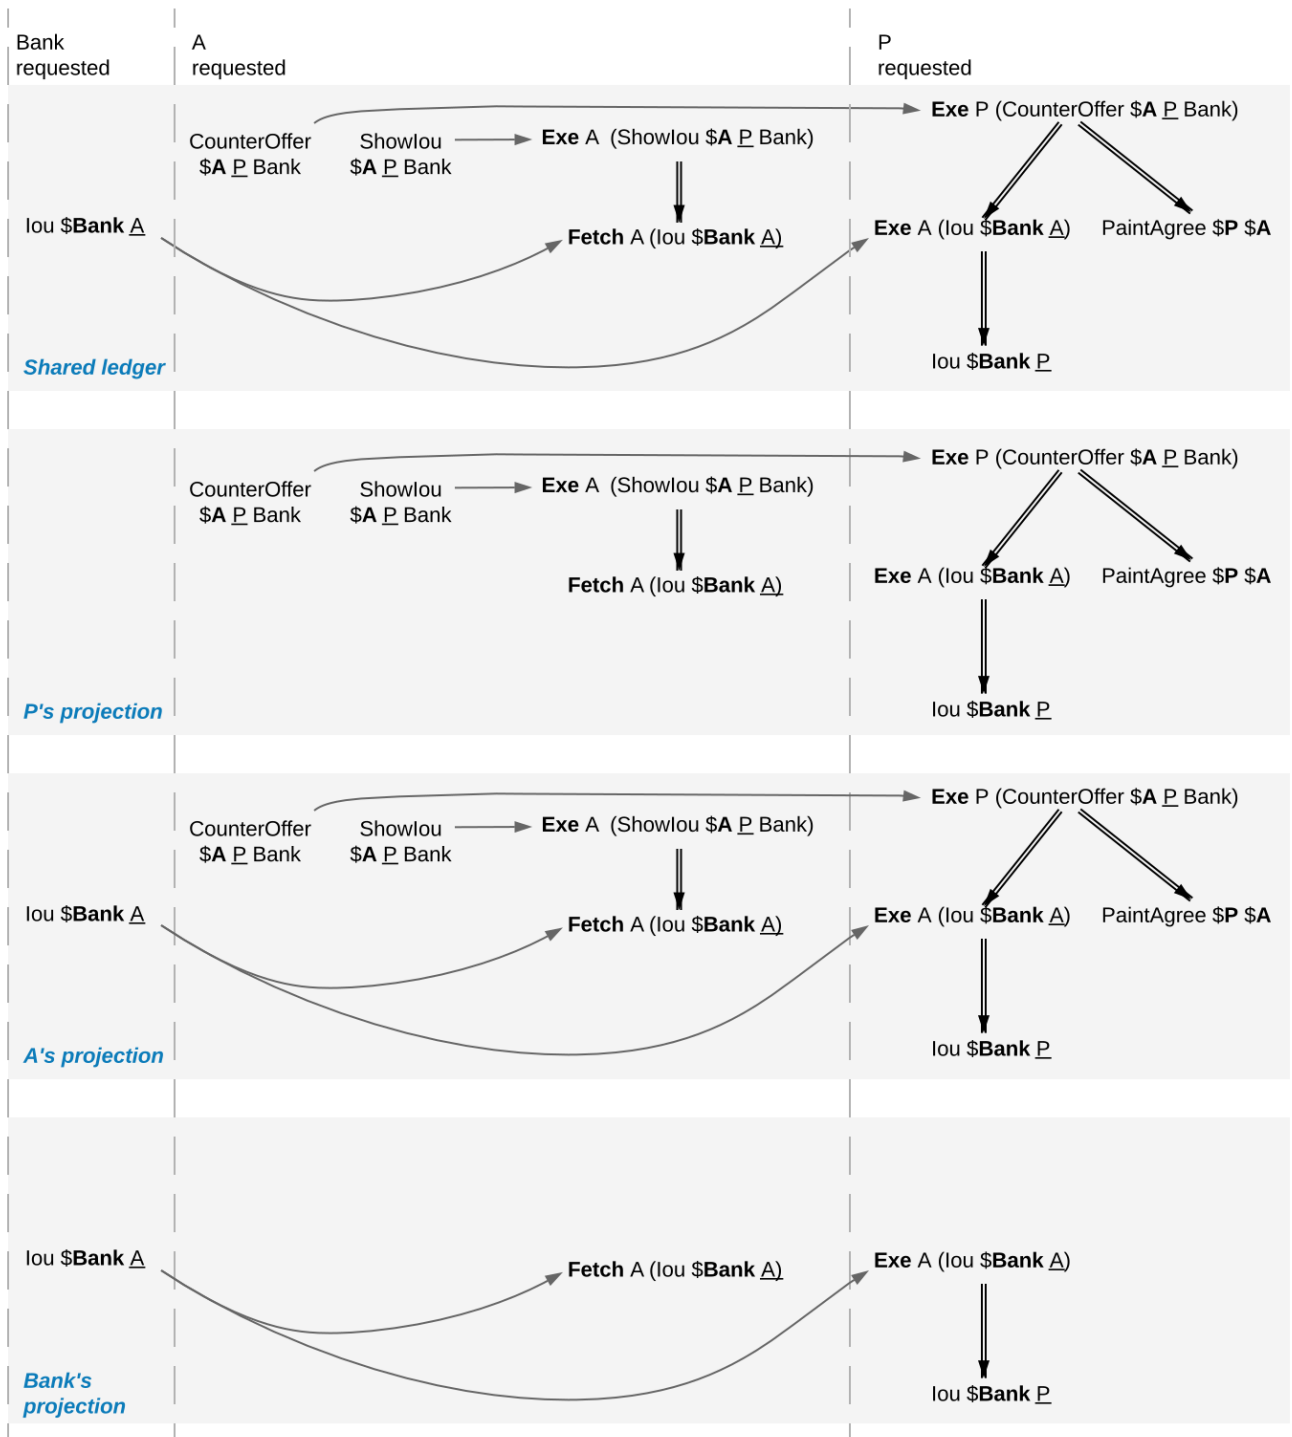 Bank
requested
A
requested
P
requested
Exe P (CounterOffer $A P Bank)
CounterOffer
$A P Bank
ShowIou
$A P Bank
Exe A (ShowIou $A P Bank)
Iou $Bank A
Fetch A (Iou $Bank A)
Exe A (Iou $Bank A)
PaintAgree $P $A
Iou $Bank P
Shared ledger
Exe P (CounterOffer $A P Bank)
CounterOffer
$A P Bank
ShowIou
$A P Bank
Exe A (ShowIou $A P Bank)
Fetch A (Iou $Bank A)
Exe A (Iou $Bank A)
PaintAgree $P $A
Iou $Bank P
P's projection
Exe P (CounterOffer $A P Bank)
CounterOffer
$A P Bank
ShowIou
$A P Bank
Exe A (ShowIou $A P Bank)
Iou $Bank A
Fetch A (Iou $Bank A)
Exe A (Iou $Bank A)
PaintAgree $P $A
Iou $Bank P
A's projection
Iou $Bank A
Fetch A (Iou $Bank A)
Exe A (Iou $Bank A)
Iou $Bank P
Bank's
projection